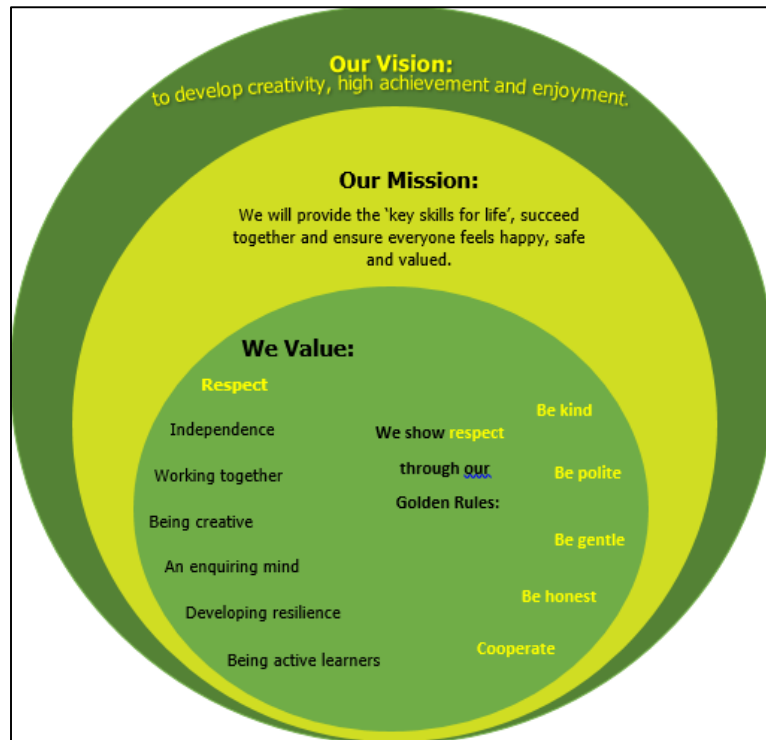 Our Vision:
to develop creativity, high achievement and enjoyment.
Our Mission:
We will provide the ‘key skills for life’, succeed
together and ensure everyone feels happy, safe
and valued.
We Value:
Respect
Independence
Working together
Being creative
An enquiring mind
Developing resilience
Being active learners
We show respect
through our
Golden Rules:
Be kind
Be polite
Be gentle
Be honest
Cooperate